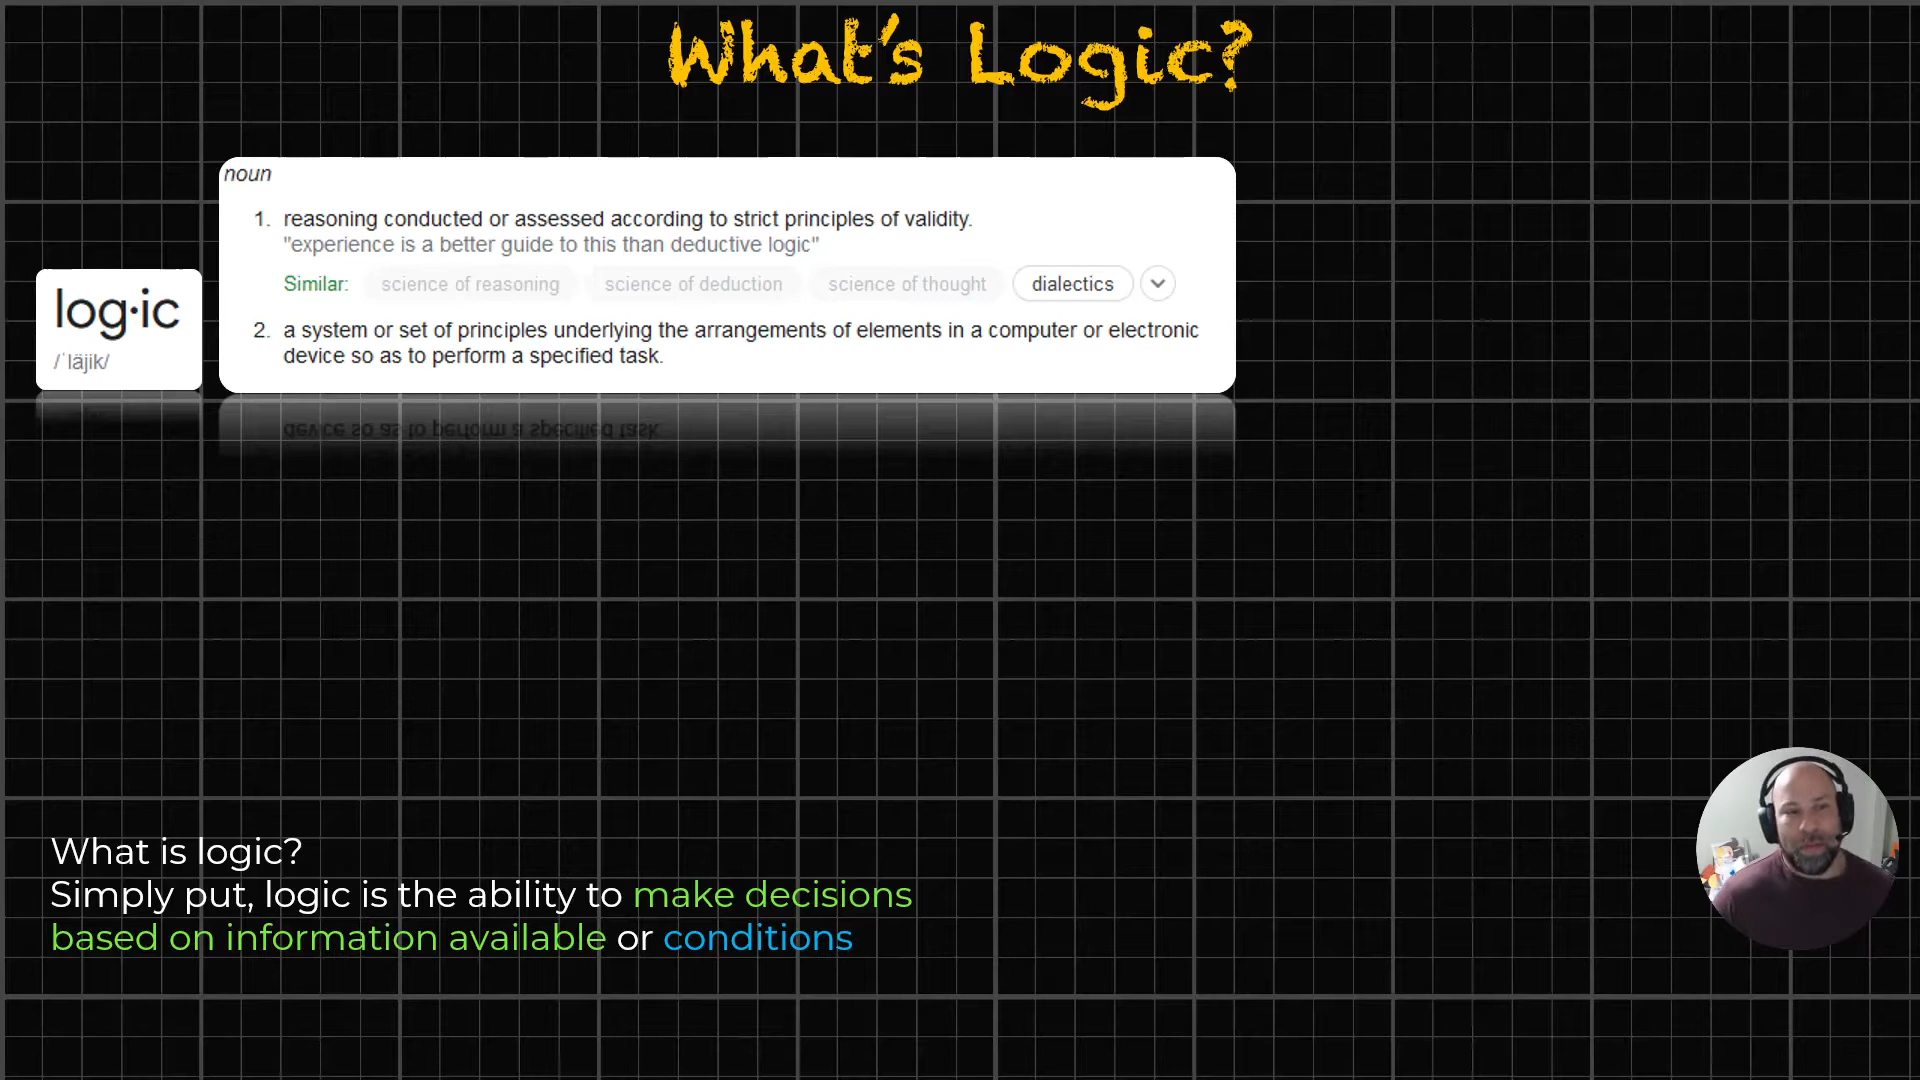 What's Logic?
noun
1. reasoning conducted or assessed according to strict principles of validity.
"experience is a better guide to this than deductive logic"
Similar: science of reasoning science of deduction science of thought dialectics
2. a system or set of principles underlying the arrangements of elements in a computer or electronic
device so as to perform a specified task.
log·ic
/ˈläjik/
What is logic?
Simply put, logic is the ability to make decisions
based on information available or conditions